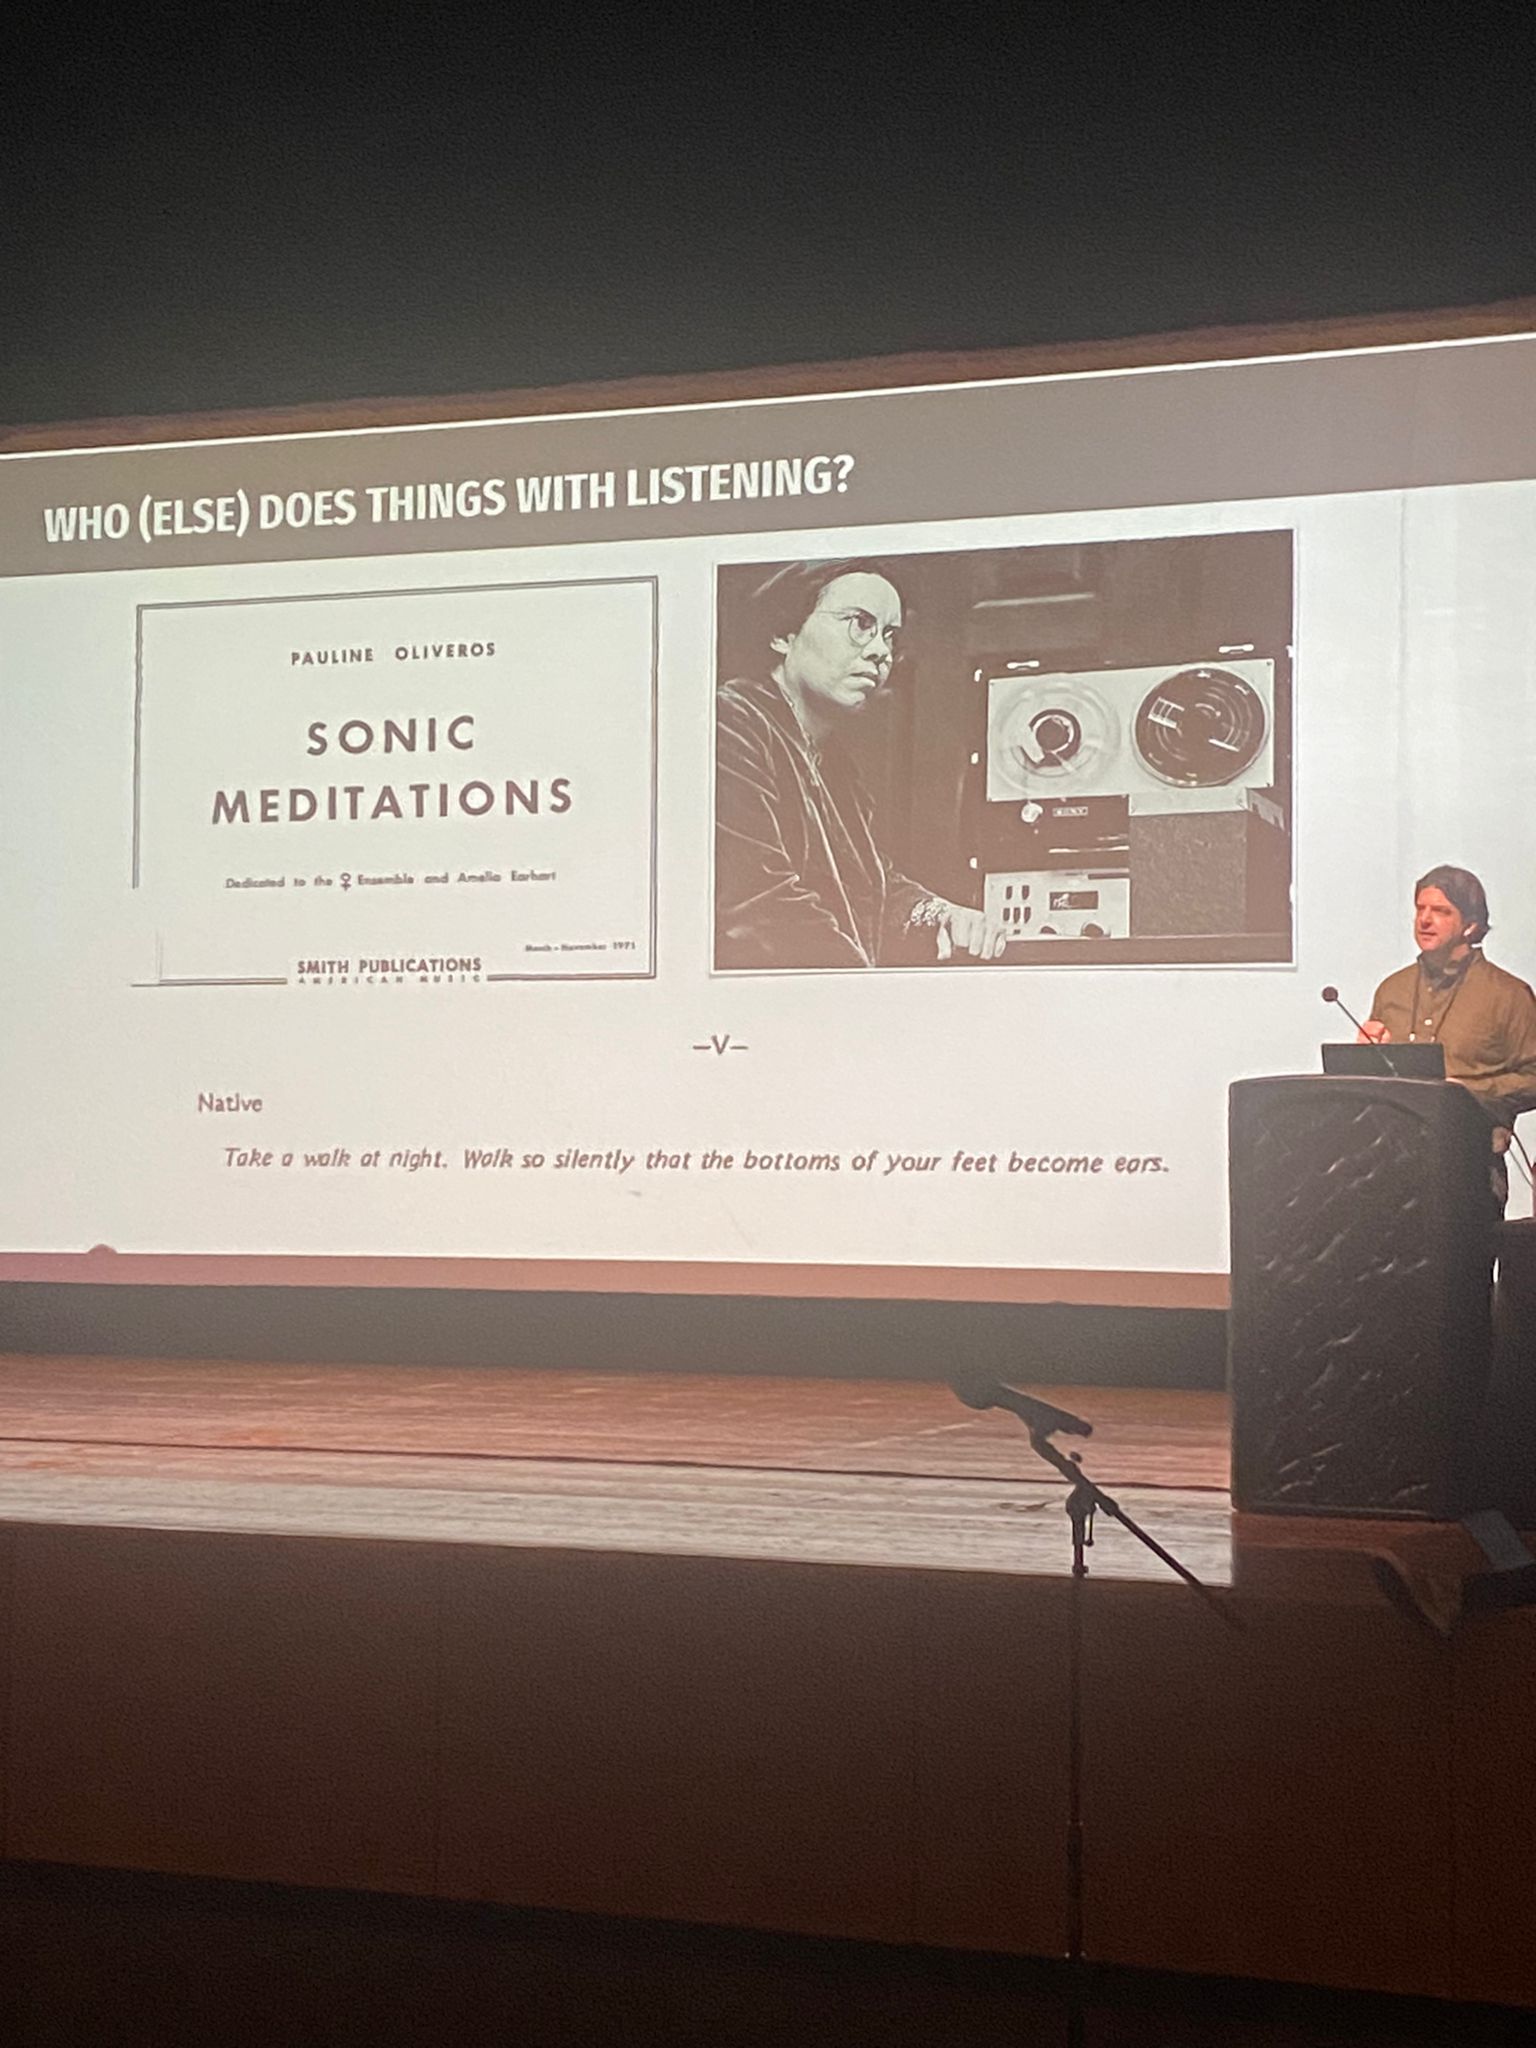 WHO (ELSE) DOES THINGS WITH LISTENING?
PAULINE OLIVEROS
SONIC
MEDITATIONS
Dedicated to the ♀ Ensemble and Amelia Earhart
March - November 1971
SMITH PUBLICATIONS
AMERICAN MUSIC
SONY
—V—
Native
Take a walk at night. Walk so silently that the bottoms of your feet become ears.